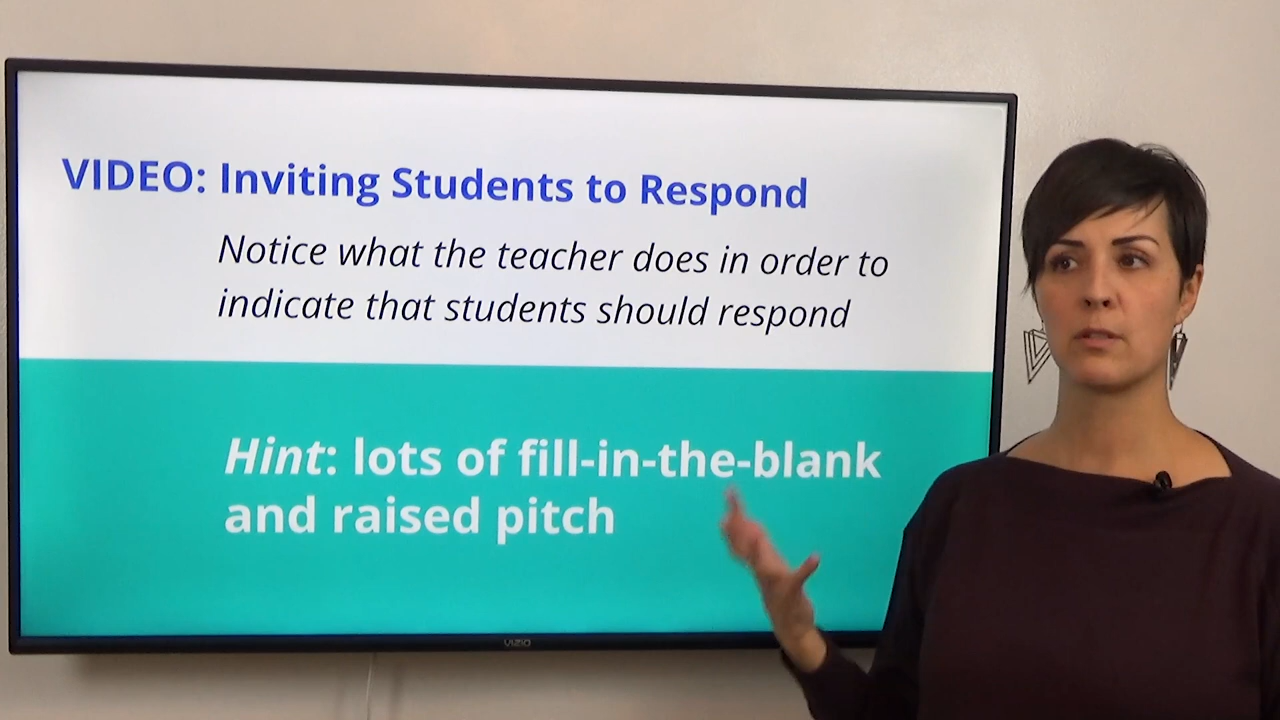 VIDEO: Inviting Students to Respond
Notice what the teacher does in order to
indicate that students should respond
Hint: lots of fill-in-the-blank
and raised pitch
VIZIO